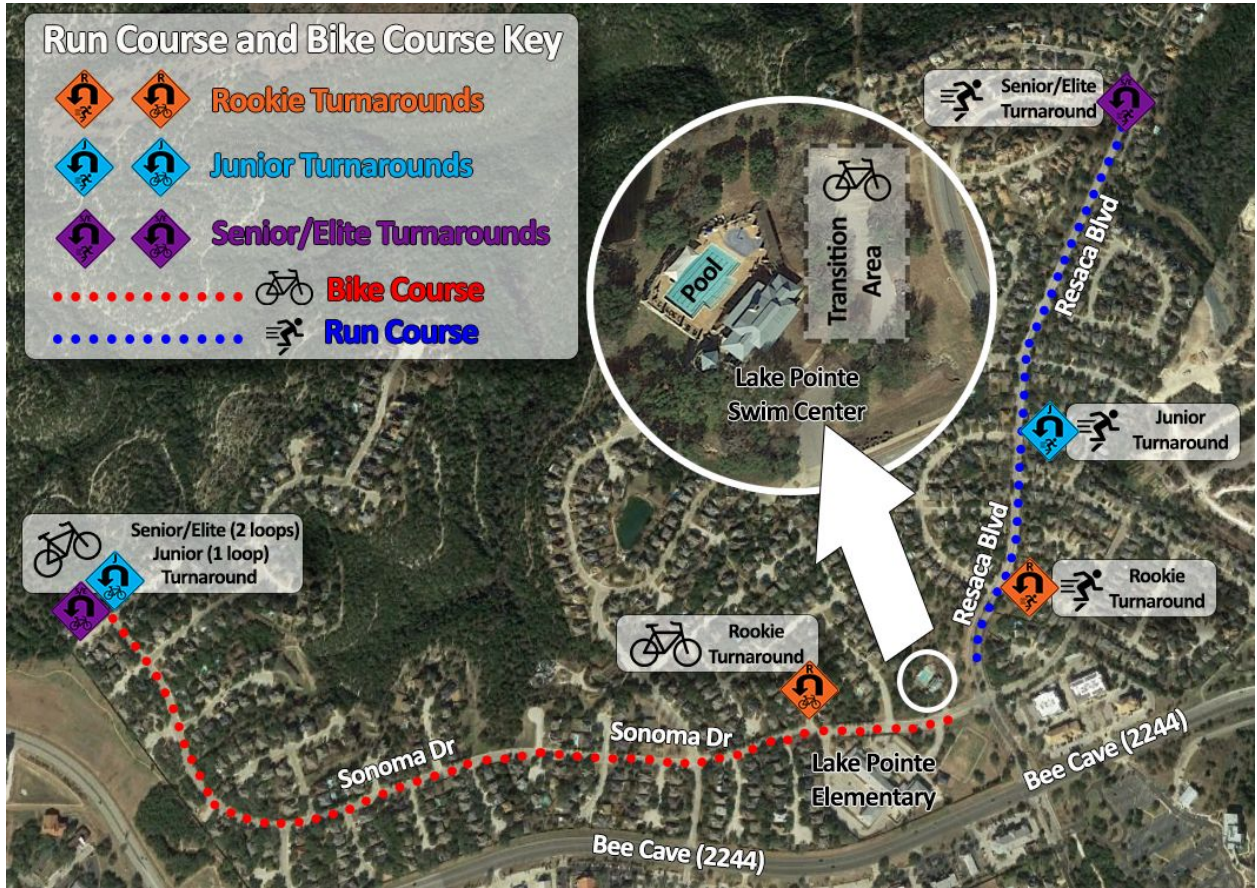 Run Course and Bike Course Key
R
R
Rookie Turnarounds
J
J
Junior Turnarounds
S/E
S/E
Senior/Elite Turnarounds
Bike Course
Run Course
Senior/Elite
Turnaround
S/E
Resaca Blvd
Pool
Transition
Area
Lake Pointe
Swim Center
J
Junior
Turnaround
Resaca Blvd
R
Rookie
Turnaround
Senior/Elite (2 loops)
Junior (1 loop)
Turnaround
J
S/E
Rookie
Turnaround
R
Sonoma Dr
Sonoma Dr
Lake Pointe
Elementary
Bee Cave (2244)
Bee Cave (2244)